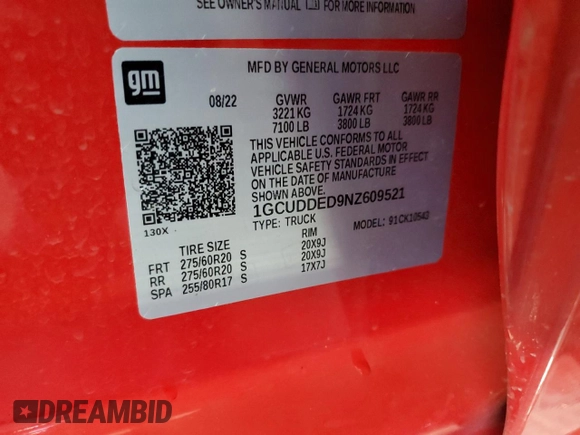 SEE OWNER'S MANUAL FOR MORE INFORMATION
gm
MFD BY GENERAL MOTORS LLC
08/22 GVWR GAWR FRT GAWR RR
3221 KG 1724 KG 1724 KG
7100 LB 3800 LB 3800 LB
THIS VEHICLE CONFORMS TO ALL
APPLICABLE U.S. FEDERAL MOTOR
VEHICLE SAFETY STANDARDS IN EFFECT
ON THE DATE OF MANUFACTURE
SHOWN ABOVE.
1GCUDDED9NZ609521
TYPE: TRUCK MODEL: 91CK10543
130X
TIRE SIZE RIM
FRT 275/60R20 S 20X9J
RR 275/60R20 S 20X9J
SPA 255/80R17 S 17X7J
DREAMBID